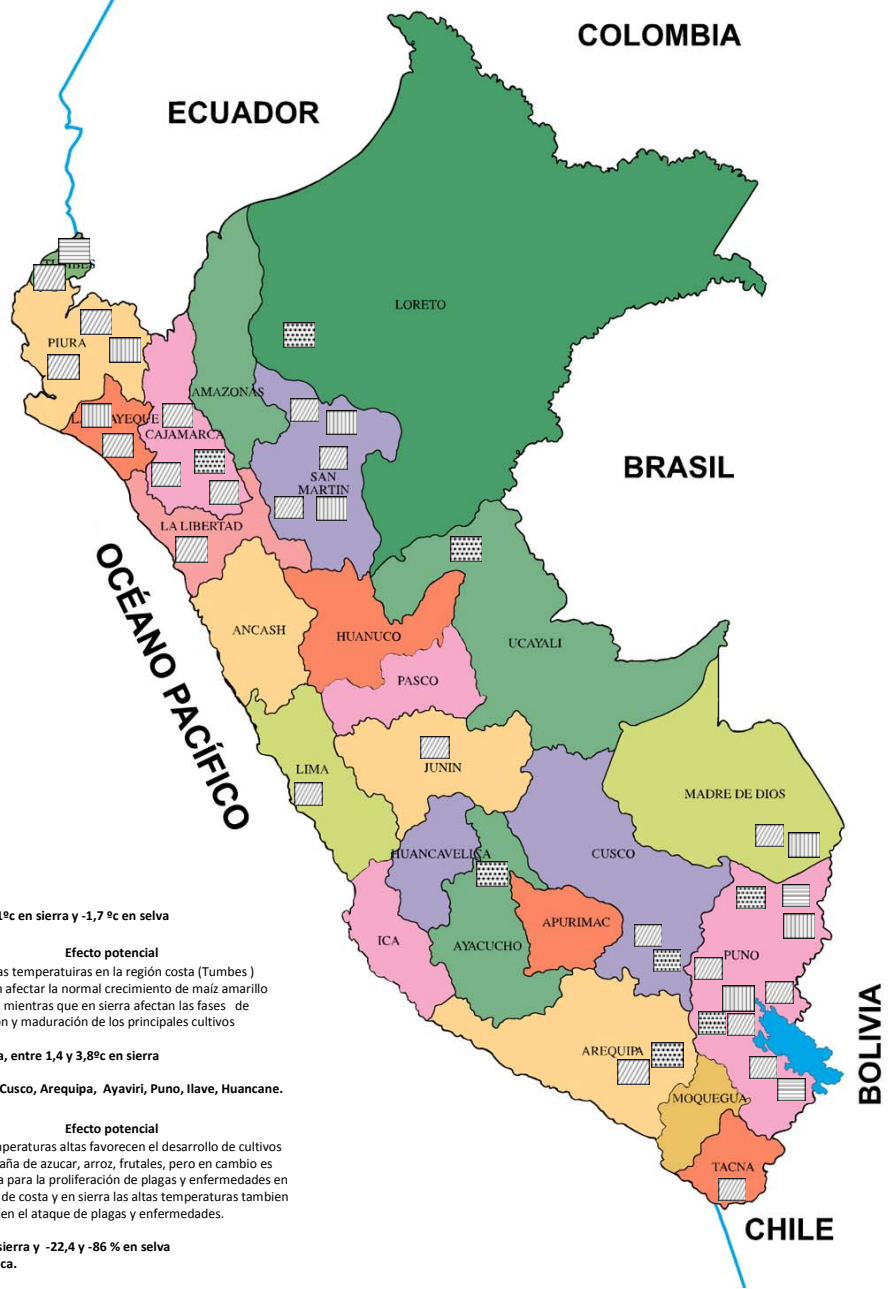 COLOMBIA
ECUADOR
LORETO
PIURA
AMAZONAS
CAJAMARCA
BRASIL
SAN
MARTIN
LA LIBERTAD
OCÉANO PACÍFICO
ANCASH
HUANUCO
UCAYALI
PASCO
LIMA
JUNIN
MADRE DE DIOS
HUANCAVELICA
CUSCO
ICA
AYACUCHO
APURIMAC
PUNO
AREQUIPA
MOQUEGUA
TACNA
BOLIVIA
CHILE
1ºc en sierra y -1,7 ºc en selva
Efecto potencial
as temperatuiras en la región costa (Tumbes )
n afectar la normal crecimiento de maíz amarillo
mientras que en sierra afectan las fases de
ón y maduración de los principales cultivos
a, entre 1,4 y 3,8ºc en sierra
Cusco, Arequipa, Ayaviri, Puno, Ilave, Huancane.
Efecto potencial
mperaturas altas favorecen el desarrollo de cultivos
aña de azucar, arroz, frutales, pero en cambio es
a para la proliferación de plagas y enfermedades en
de costa y en sierra las altas temperaturas tambien
cen el ataque de plagas y enfermedades.
sierra y -22,4 y -86 % en selva
ca.